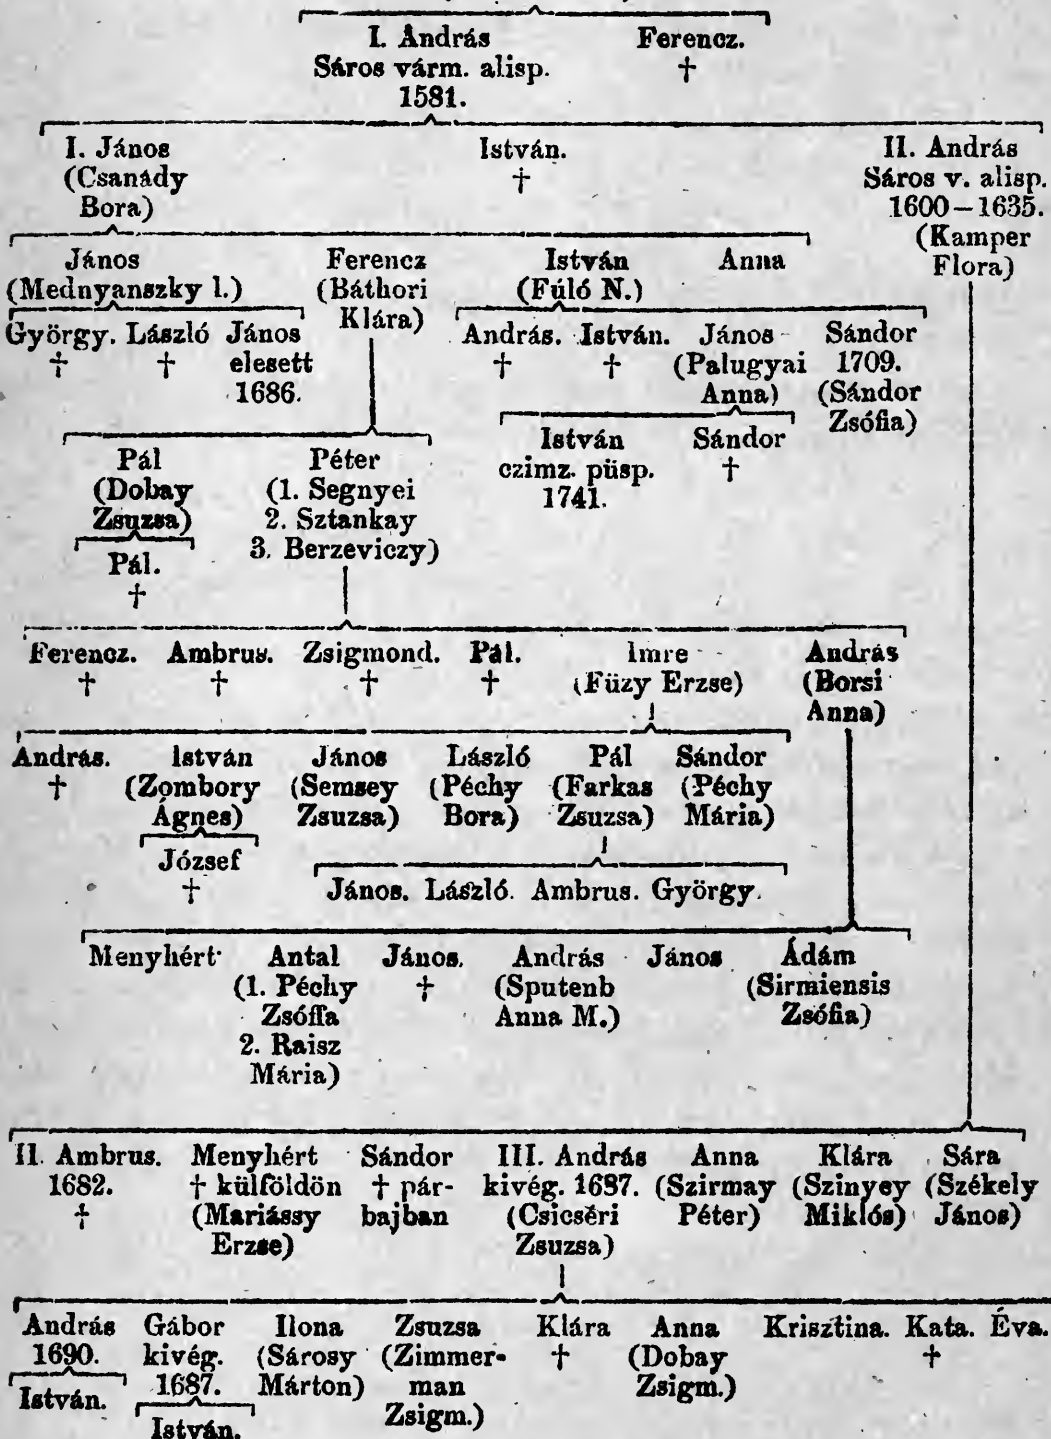 I. András Ferencz.
Sáros várm. alisp. †
1581.
I. János István. II. András
(Csanády † Sáros v. alisp.
Bora) 1600–1635.
(Kamper
Flora)
János Ferencz István Anna
(Mednyanszky l.) (Báthori (Fúló N.)
Klára)
György. László János András. István. János Sándor
† † elesett † † (Palugyai 1709.
1686. Anna) (Sándor
Zsófia)
István Sándor
czimz. püsp. †
1741.
Pál Péter
(Dobay (1. Segnyei
Zsuzsa) 2. Sztankay
3. Berzeviczy)
Pál.
†
Ferencz. Ambrus. Zsigmond. Pál. Imre András
† † † † (Füzy Erzse) (Borsi
Anna)
András. István János László Pál Sándor
† (Zombory (Semsey (Péchy (Farkas (Péchy
Ágnes) Zsuzsa) Bora) Zsuzsa) Mária)
József
†
János. László. Ambrus. György.
Menyhért Antal János. András János Ádám
(1. Péchy † (Sputenb (Sirmiensis
Zsóffa Anna M.) Zsófia)
2. Raisz
Mária)
II. Ambrus. Menyhért Sándor III. András Anna Klára Sára
1682. † külföldön † pár- kivég. 1687. (Szirmay (Szinyey (Székely
† (Mariássy bajban (Csicséri Péter) Miklós) János)
Erzse) Zsuzsa)
András Gábor Ilona Zsuzsa Klára Anna Krisztina. Kata. Éva.
1690. kivég. (Sárosy (Zimmer- † (Dobay †
1687. Márton) man Zsigm.)
István. Zsigm.)
István.